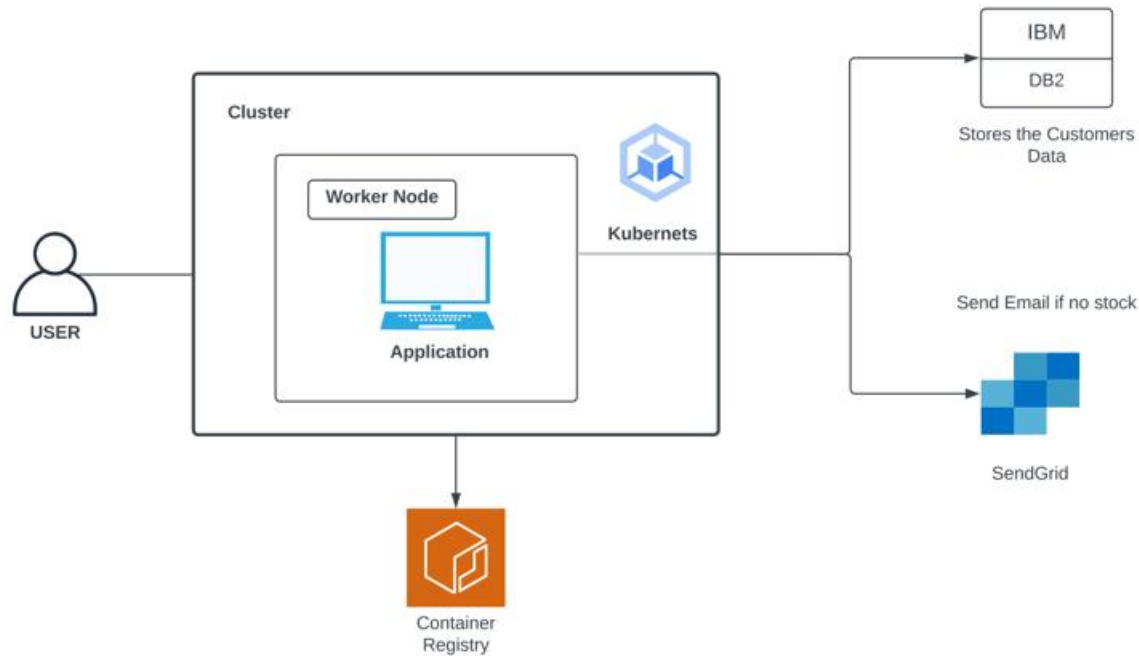 IBM
DB2
Stores the Customers
Data
Cluster
Worker Node
Kubernets
Application
USER
Send Email if no stock
SendGrid
Container
Registry